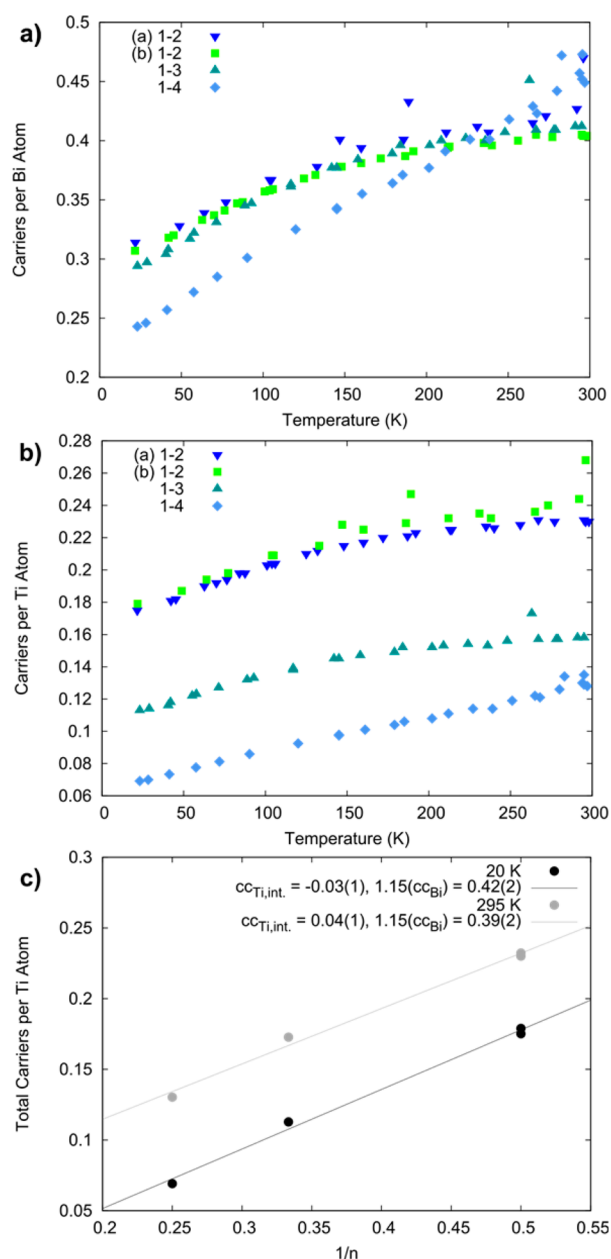 a)
0.5
0.45
0.4
0.35
0.3
0.25
0.2
Carriers per Bi Atom
(a) 1-2
(b) 1-2
1-3
1-4
0 50 100 150 200 250 300
Temperature (K)
b)
0.28
0.26
0.24
0.22
0.2
0.18
0.16
0.14
0.12
0.1
0.08
0.06
Carriers per Ti Atom
(a) 1-2
(b) 1-2
1-3
1-4
0 50 100 150 200 250 300
Temperature (K)
c)
0.3
0.25
0.2
0.15
0.1
0.05
Total Carriers per Ti Atom
20 K
ccTi,int. = -0.03(1), 1.15(ccBi) = 0.42(2)
295 K
ccTi,int. = 0.04(1), 1.15(ccBi) = 0.39(2)
0.2 0.25 0.3 0.35 0.4 0.45 0.5 0.55
1/n